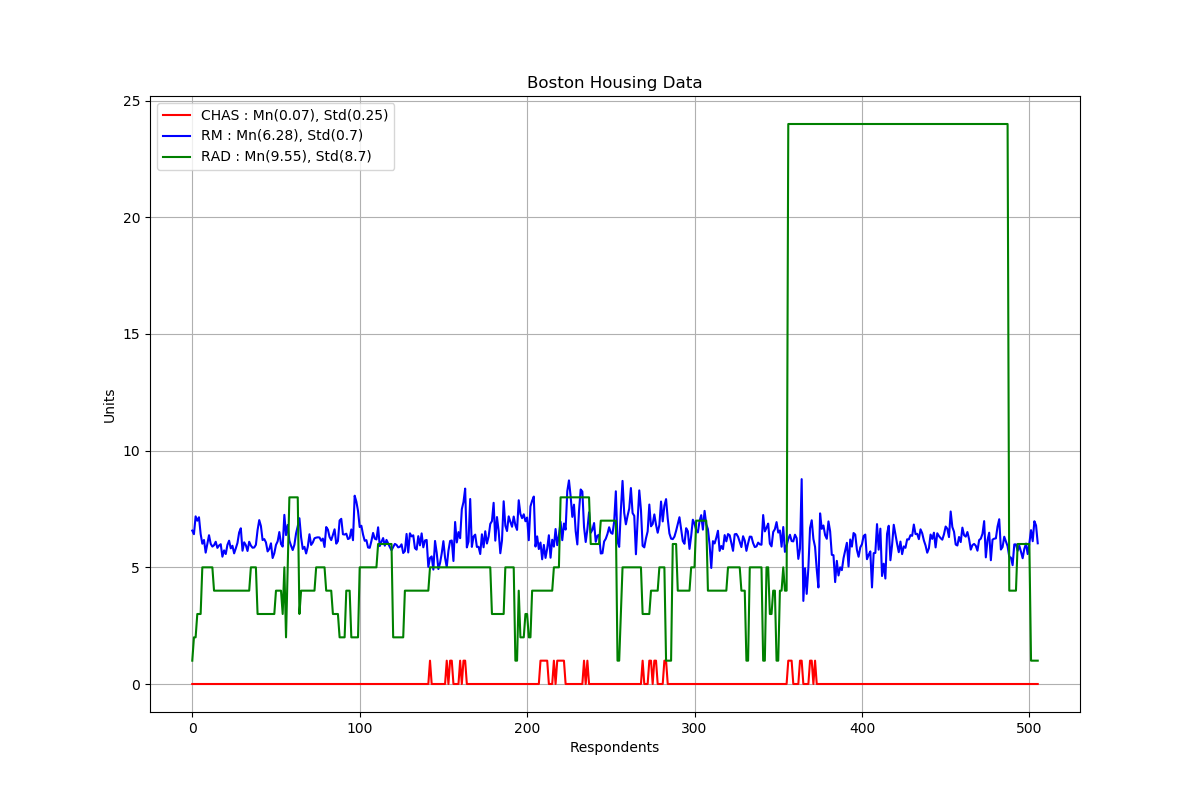 Boston Housing Data
CHAS : Mn(0.07), Std(0.25)
RM : Mn(6.28), Std(0.7)
RAD : Mn(9.55), Std(8.7)
25
20
15
10
5
0
Units
0 100 200 300 400 500
Respondents